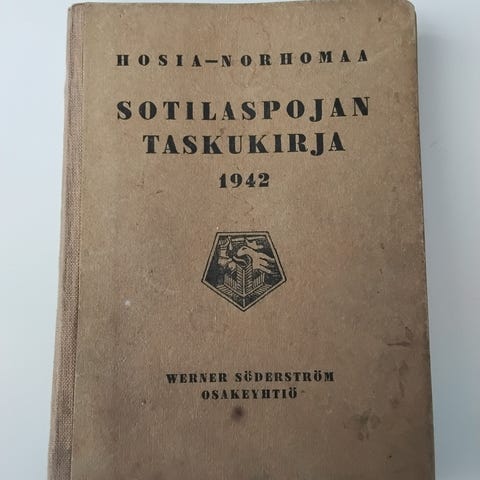 HOSIA–NORHOMAA
SOTILASPOJAN
TASKUKIRJA
1942
WERNER SÖDERSTRÖM
OSAKEYHTIÖ